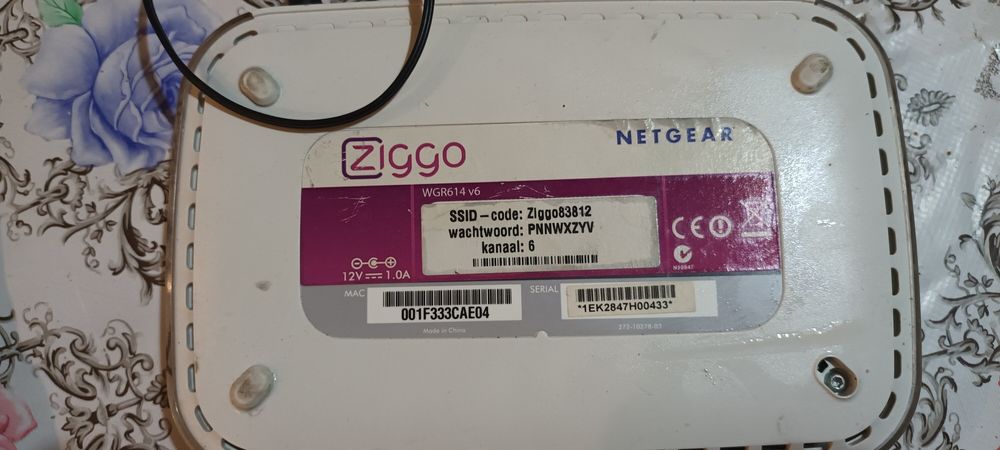 ziggo
NETGEAR
WGR614 v6
SSID-code: Ziggo83812
wachtwoord: PNNWXZYV
kanaal: 6
12V 1.0A
N10947
MAC
001F333CAE04
SERIAL
*1EK2847H00433*
Made in China
272-10278-03